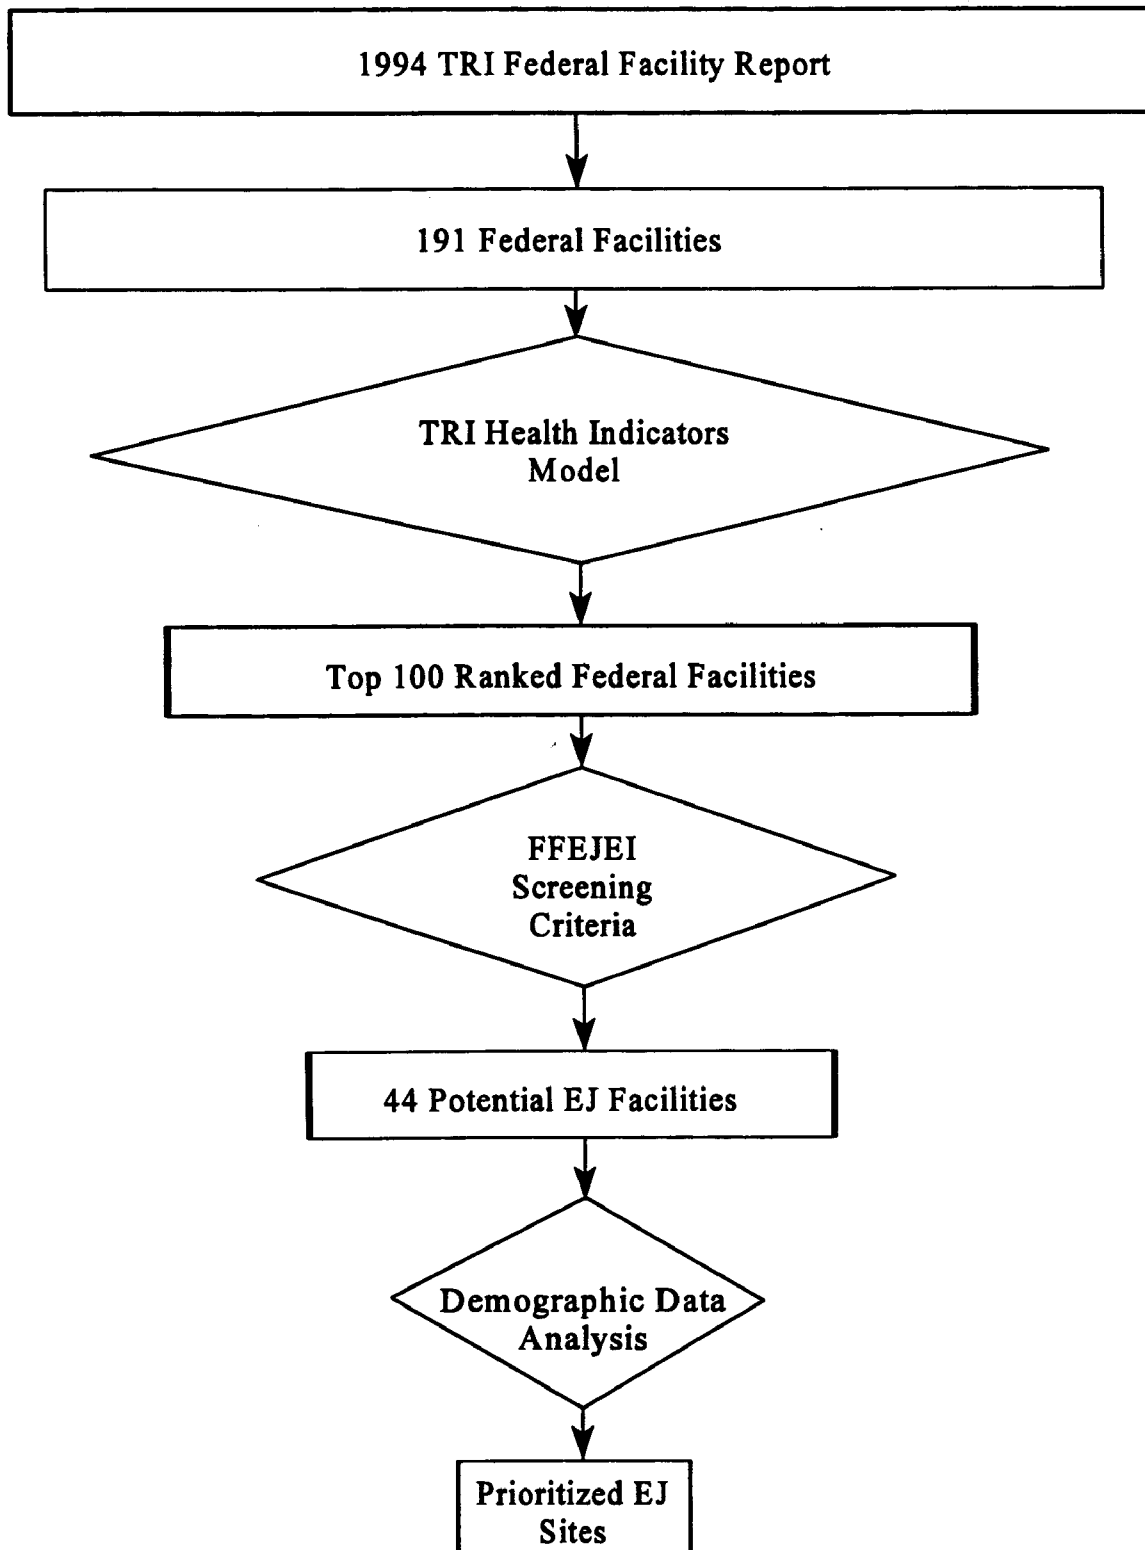 1994 TRI Federal Facility Report
191 Federal Facilities
TRI Health Indicators
Model
Top 100 Ranked Federal Facilities
FFEJEI
Screening
Criteria
44 Potential EJ Facilities
Demographic Data
Analysis
Prioritized EJ
Sites